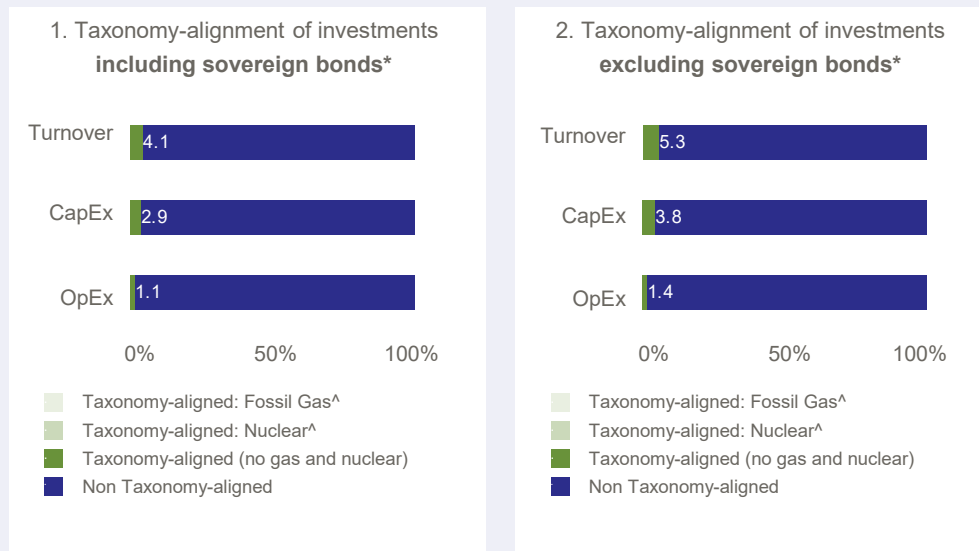 1. Taxonomy-alignment of investments
including sovereign bonds*
Turnover
4.1
CapEx
2.9
OpEx
1.1
0% 50% 100%
Taxonomy-aligned: Fossil Gas^
Taxonomy-aligned: Nuclear^
Taxonomy-aligned (no gas and nuclear)
Non Taxonomy-aligned
2. Taxonomy-alignment of investments
excluding sovereign bonds*
Turnover
5.3
CapEx
3.8
OpEx
1.4
0% 50% 100%
Taxonomy-aligned: Fossil Gas^
Taxonomy-aligned: Nuclear^
Taxonomy-aligned (no gas and nuclear)
Non Taxonomy-aligned